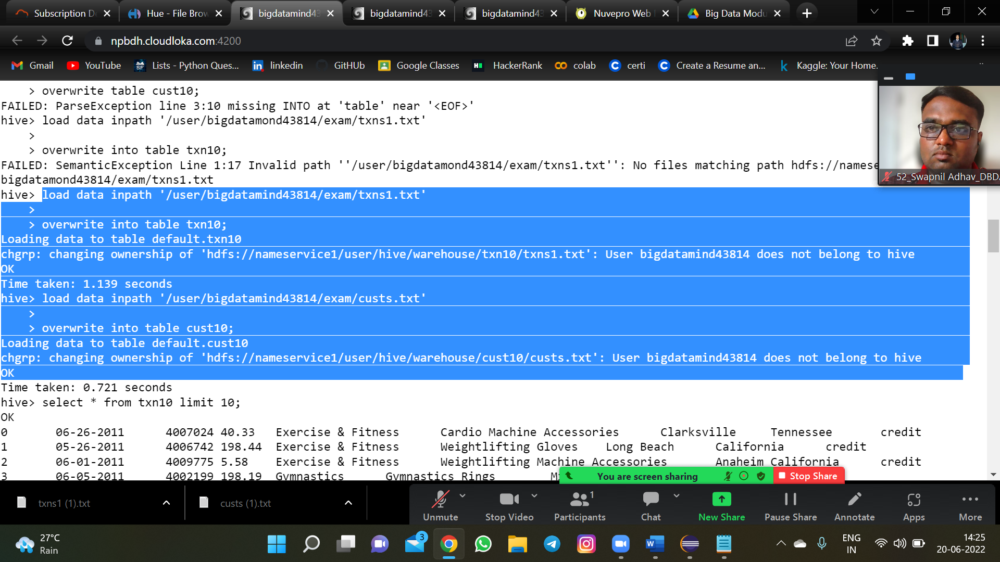 Subscription D
Hue - File Brow
bigdatamind43
bigdatamind43
bigdatamind43
Nuvepro Web
Big Data Modu
npbdh.cloudloka.com:4200
Gmail
YouTube
Lists - Python Ques...
linkedin
GitHUb
Google Classes
HackerRank
colab
certi
Create a Resume an...
Kaggle: Your Home.
> overwrite table cust10;
FAILED: ParseException line 3:10 missing INTO at 'table' near '<EOF>'
hive> load data inpath '/user/bigdatamond43814/exam/txns1.txt'
>
> overwrite into table txn10;
FAILED: SemanticException Line 1:17 Invalid path ''/user/bigdatamond43814/exam/txns1.txt'': No files matching path hdfs://namese
bigdatamond43814/exam/txns1.txt
52_Swapnil Adhav_DBD
hive> load data inpath '/user/bigdatamind43814/exam/txns1.txt'
>
> overwrite into table txn10;
Loading data to table default.txn10
chgrp: changing ownership of 'hdfs://nameservice1/user/hive/warehouse/txn10/txns1.txt': User bigdatamind43814 does not belong to hive
OK
Time taken: 1.139 seconds
hive> load data inpath '/user/bigdatamind43814/exam/custs.txt'
>
> overwrite into table cust10;
Loading data to table default.cust10
chgrp: changing ownership of 'hdfs://nameservice1/user/hive/warehouse/cust10/custs.txt': User bigdatamind43814 does not belong to hive
OK
Time taken: 0.721 seconds
hive> select * from txn10 limit 10;
OK
0 06-26-2011 4007024 40.33 Exercise & Fitness Cardio Machine Accessories Clarksville Tennessee credit
1 05-26-2011 4006742 198.44 Exercise & Fitness Weightlifting Gloves Long Beach California credit
2 06-01-2011 4009775 5.58 Exercise & Fitness Weightlifting Machine Accessories Anaheim California credit
3 06-05-2011 4002199 198.19 Gymnastics Gymnastics Rings
You are screen sharing
Stop Share
txns1 (1).txt
custs (1).txt
Unmute
Stop Video
Participants
1
Chat
New Share
Pause Share
Annotate
Apps
More
27°C
Rain
3
ENG
IN
14:25
20-06-2022